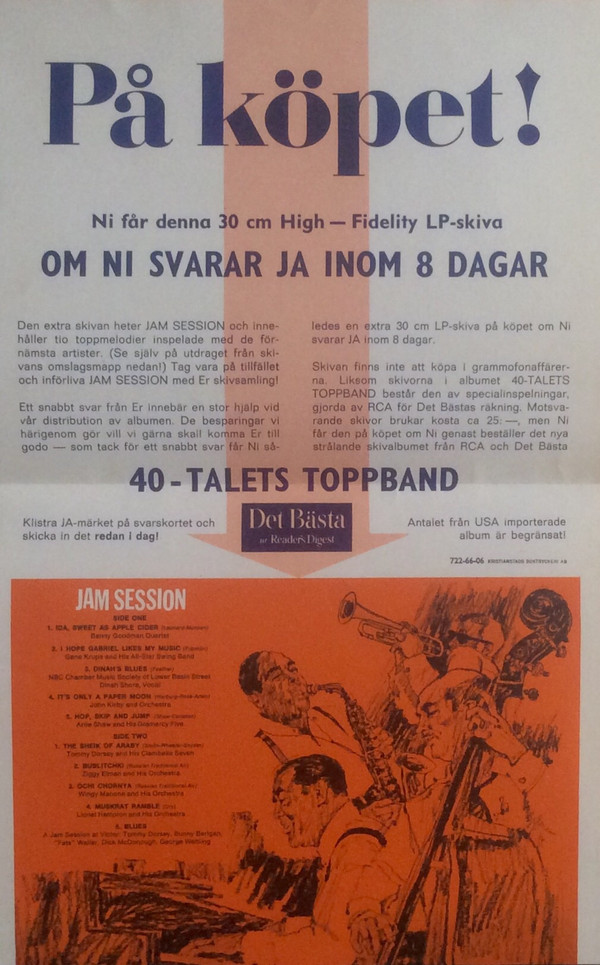 På köpet!
Ni får denna 30 cm High — Fidelity LP-skiva
OM NI SVARAR JA INOM 8 DAGAR
Den extra skivan heter JAM SESSION och inne-
håller tio toppmelodier inspelade med de för-
nämsta artister. (Se själv på utdraget från ski-
vans omslagsmapp nedan!) Tag vara på tillfället
och införliva JAM SESSION med Er skivsamling!
Ett snabbt svar från Er innebär en stor hjälp vid
vår distribution av albumen. De besparingar vi
härigenom gör vill vi gärna skall komma Er till
godo — som tack för ett snabbt svar får Ni så-
ledes en extra 30 cm LP-skiva på köpet om Ni
svarar JA inom 8 dagar.
Skivan finns inte att köpa i grammofonaffärer-
na. Liksom skivorna i albumet 40-TALETS
TOPPBAND består den av specialinspelningar,
gjorda av RCA för Det Bästas räkning. Motsva-
rande skivor brukar kosta ca 25: —, men Ni
får den på köpet om Ni genast beställer det nya
strålande skivalbumet från RCA och Det Bästa
40-TALETS TOPPBAND
Klistra JA-märket på svarskortet och
skicka in det redan i dag!
Det Bästa
Reader's Digest
Antalet från USA importerade
album är begränsat!
722-66-06
JAM SESSION
SIDE ONE
1. IDA, SWEET AS APPLE CIDER
Benny Goodman Quartet
2. I HOPE GABRIEL LIKES MY MUSIC
Gene Krupa and His All-Star Swing Band
3. DINAH'S BLUES
NBC Chamber Music Society of Lower Basin Street
Dinah Shore, Vocal
4. IT'S ONLY A PAPER MOON
John Kirby and Orchestra
5. HOP, SKIP AND JUMP
Artie Shaw and His Gramercy Five
SIDE TWO
1. THE SHEIK OF ARABY
Tommy Dorsey and His Clambake Seven
2. BUBLITCHKI
Ziggy Elman and His Orchestra
3. OCHI CHORNYA
Wingy Manone and His Orchestra
4. MUSKRAT RAMBLE
Lionel Hampton and His Orchestra
5. BLUES
A Jam Session at Victor: Tommy Dorsey, Bunny Berigan,
"Fats" Waller, Dick McDonough, George Wettling